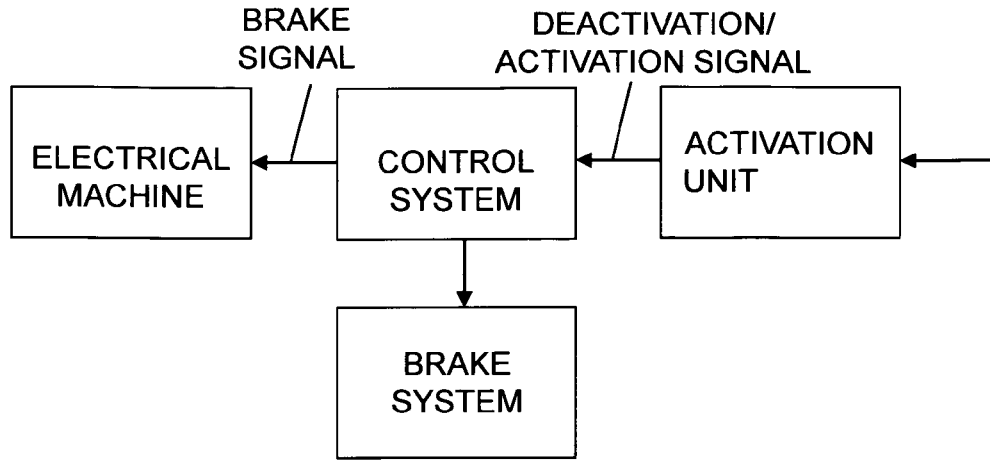 BRAKE
SIGNAL
DEACTIVATION/
ACTIVATION SIGNAL
ELECTRICAL
MACHINE
CONTROL
SYSTEM
ACTIVATION
UNIT
BRAKE
SYSTEM